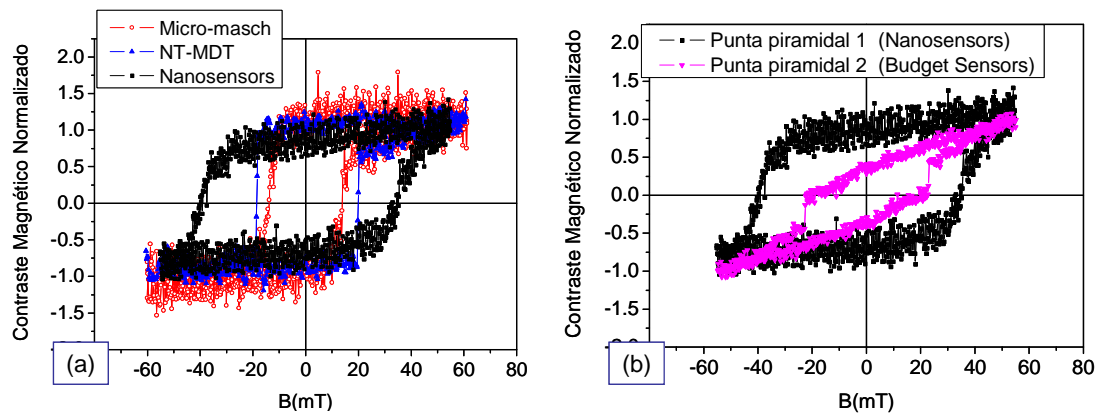 Micro-masch
NT-MDT
Nanosensors
Contraste Magnético Normalizado
2.0
1.5
1.0
0.5
0.0
-0.5
-1.0
-1.5
-60 -40 -20 0 20 40 60 80
B(mT)
(a)
Punta piramidal 1 (Nanosensors)
Punta piramidal 2 (Budget Sensors)
Contraste Magnético Normalizado
2.0
1.5
1.0
0.5
0.0
-0.5
-1.0
-1.5
-60 -40 -20 0 20 40 60 80
B(mT)
(b)